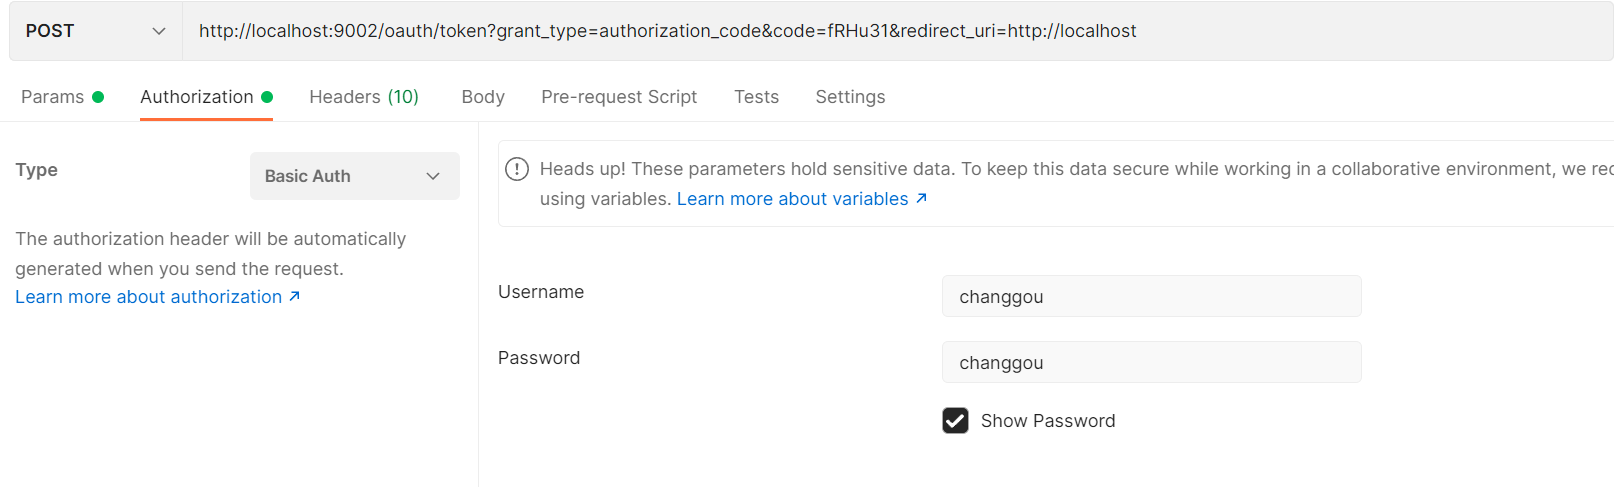 POST http://localhost:9002/oauth/token?grant_type=authorization_code&code=fRHu31&redirect_uri=http://localhost
Params Authorization Headers (10) Body Pre-request Script Tests Settings
Type Basic Auth
The authorization header will be automatically
generated when you send the request.
Learn more about authorization ↗
Heads up! These parameters hold sensitive data. To keep this data secure while working in a collaborative environment, we rec
using variables. Learn more about variables ↗
Username changgou
Password changgou
Show Password